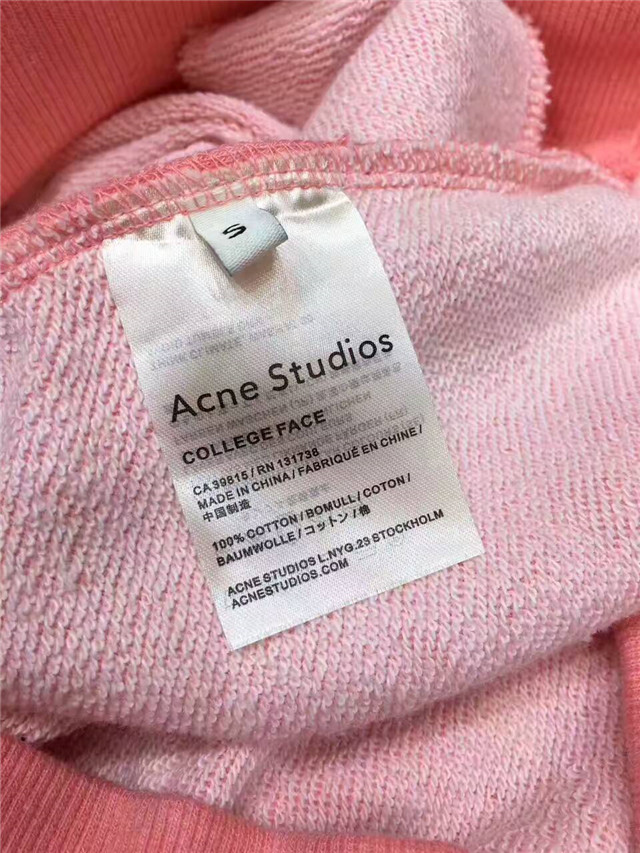 S
Acne Studios
COLLEGE FACE
CA 39815 / RN 131738
MADE IN CHINA / FABRIQUÉ EN CHINE /
中国制造
100% COTTON / BOMULL / COTON /
BAUMWOLLE / コットン / 棉
ACNE STUDIOS L.NYG.23 STOCKHOLM
ACNESTUDIOS.COM